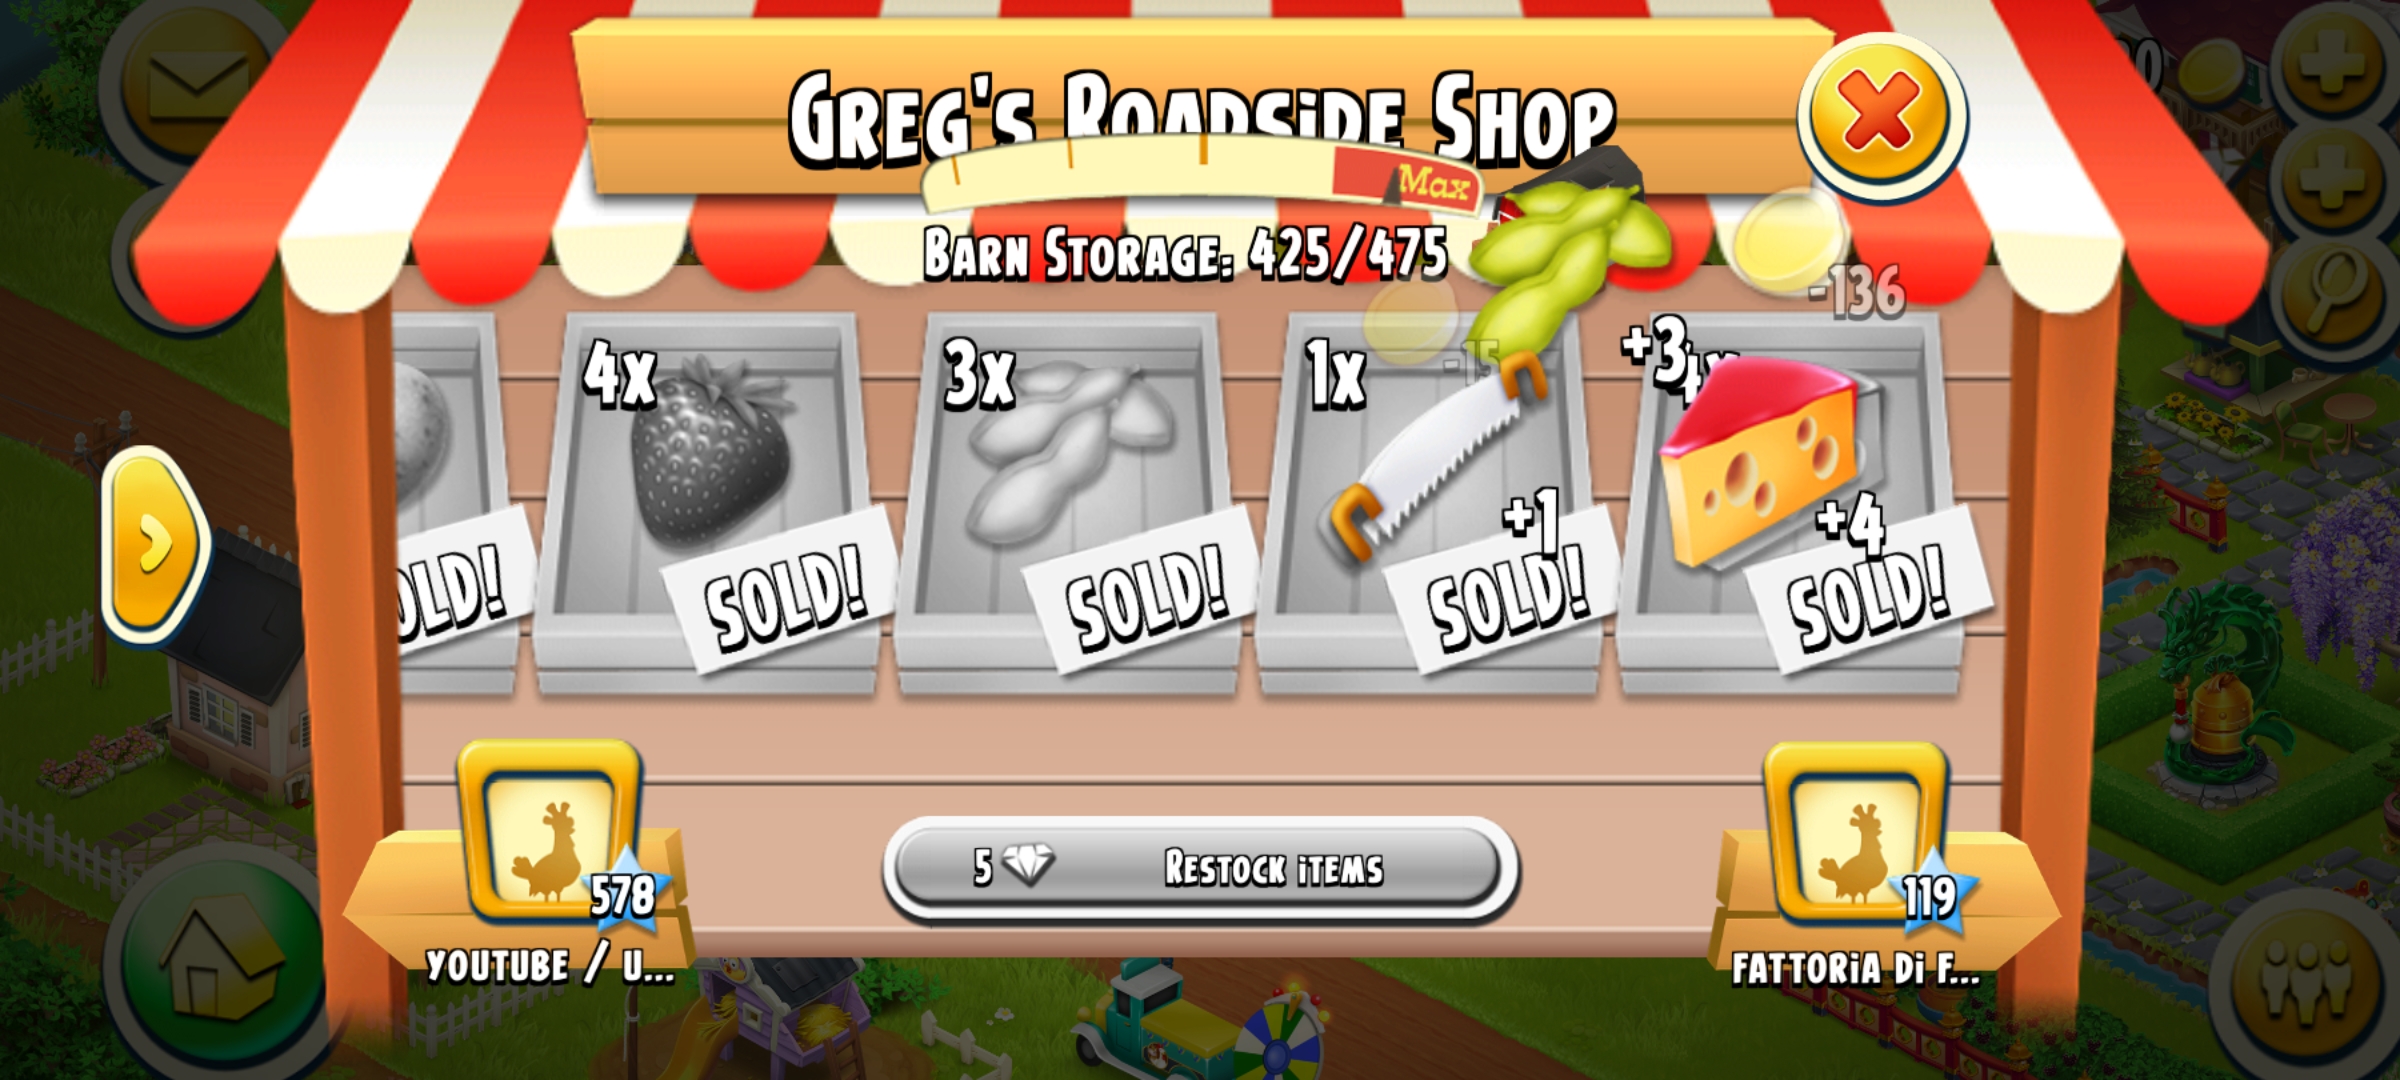 GREG'S ROADSIDE SHOP
Max
BARN STORAGE: 425/475
-136
4x
3x
1x
-15
+3
4x
+1
+4
OLD!
SOLD!
SOLD!
SOLD!
SOLD!
5
RESTOCK ITEMS
578
119
YOUTUBE / U...
FATTORIA DI F...